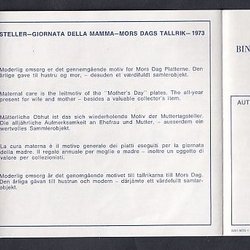 STELLER-GIORNATA DELLA MAMMA-MORS DAGS TALLRIK-1973
Moderlig omsorg er det gennemgående motiv for Mors Dag Platterne. Den
årlige gave til hustru og mor, - desuden et værdifuldt samlerobjekt.
Maternal care is the leitmotiv of the "Mother's Day" plates. The all-year
present for wife and mother - besides a valuable collector's item.
Mütterliche Obhut ist das sich wiederholende Motiv der Muttertagsteller.
Die alljährliche Aufmerksamkeit an Ehefrau und Mutter. - ausserdem ein
wertvolles Sammlerobjekt.
La cura materna è il motivo generale dei piatti eseguiti per la giornata
della madre. Il regalo annuale per moglie e madre - inoltre un oggetto di
valore per collezionisti.
Moderlig omsorg är det genomgående motivet till tallrikarna till Mors Dag.
Den årliga gåvan till hustrun och modern - därjämte ett värdefullt samlar-
objekt.
BIN
AUT